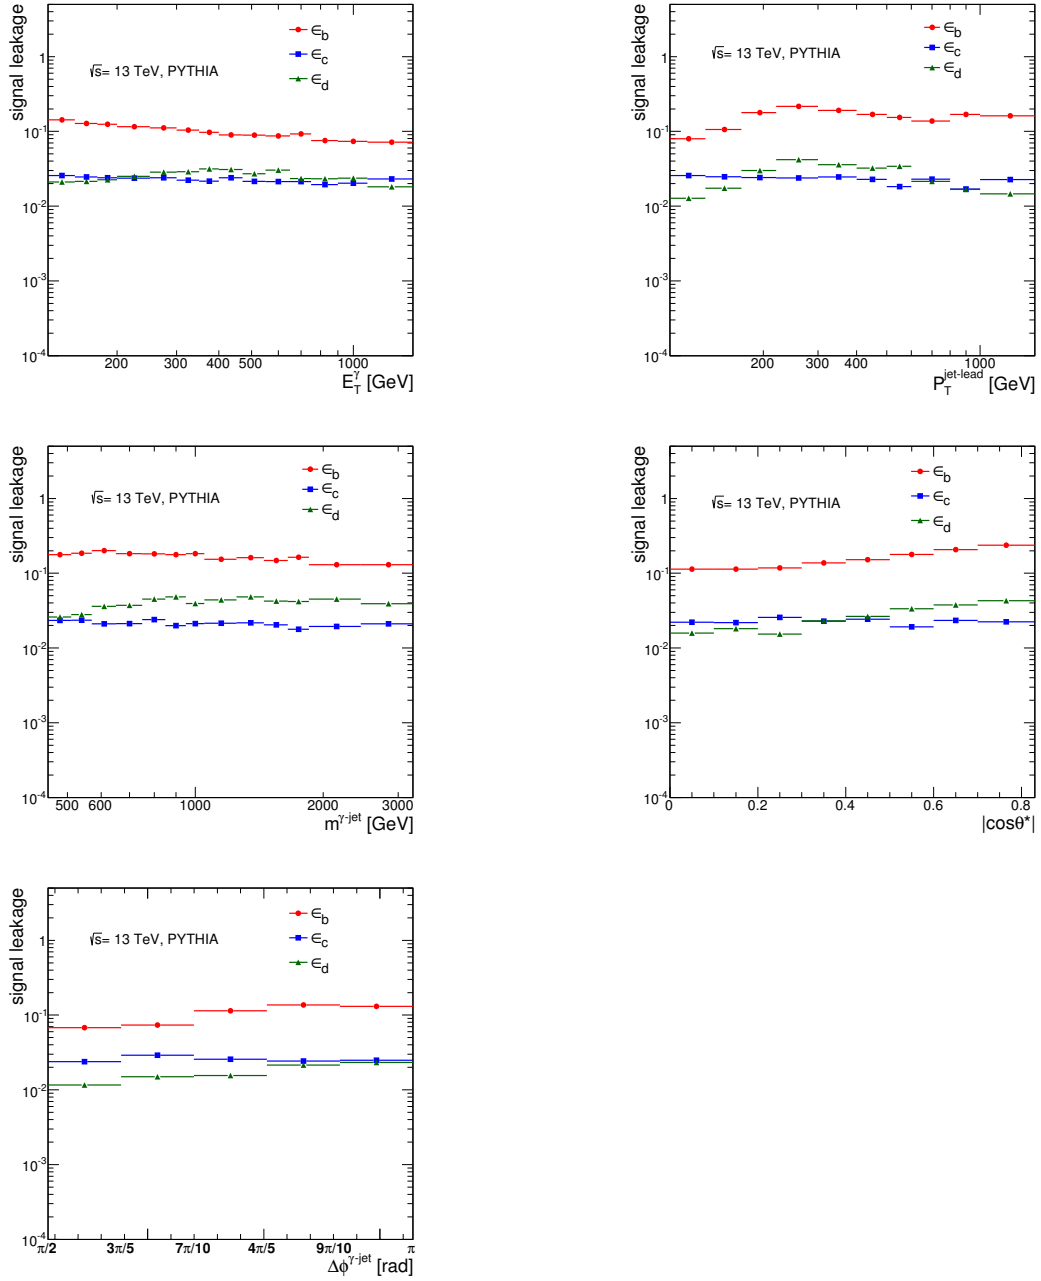 signal leakage
√s= 13 TeV, PYTHIA
∈b
∈c
∈d
1
10⁻¹
10⁻²
10⁻³
10⁻⁴
200 300 400 500 1000
E_T^γ [GeV]
signal leakage
√s= 13 TeV, PYTHIA
∈b
∈c
∈d
1
10⁻¹
10⁻²
10⁻³
10⁻⁴
200 300 400 1000
P_T^jet-lead [GeV]
signal leakage
√s= 13 TeV, PYTHIA
∈b
∈c
∈d
1
10⁻¹
10⁻²
10⁻³
10⁻⁴
500 600 1000 2000 3000
m^γ-jet [GeV]
signal leakage
√s= 13 TeV, PYTHIA
∈b
∈c
∈d
1
10⁻¹
10⁻²
10⁻³
10⁻⁴
0 0.2 0.4 0.6 0.8
|cosθ*|
signal leakage
√s= 13 TeV, PYTHIA
∈b
∈c
∈d
1
10⁻¹
10⁻²
10⁻³
10⁻⁴
π/2 3π/5 7π/10 4π/5 9π/10 π
Δϕ^γ-jet [rad]